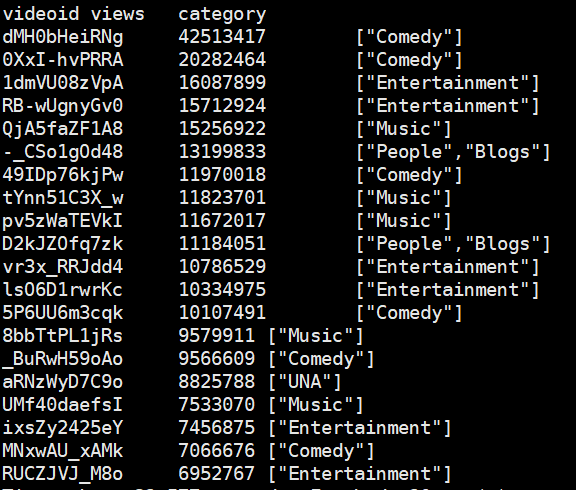 videoid views category
dMH0bHeiRNg 42513417 ["Comedy"]
0XxI-hvPRRA 20282464 ["Comedy"]
1dmVU08zVpA 16087899 ["Entertainment"]
RB-wUgnyGv0 15712924 ["Entertainment"]
QjA5faZF1A8 15256922 ["Music"]
-_CSo1gOd48 13199833 ["People","Blogs"]
49IDp76kjPw 11970018 ["Comedy"]
tYnn51C3X_w 11823701 ["Music"]
pv5zWaTEVkI 11672017 ["Music"]
D2kJZOfq7zk 11184051 ["People","Blogs"]
vr3x_RRJdd4 10786529 ["Entertainment"]
lsO6D1rwrKc 10334975 ["Entertainment"]
5P6UU6m3cqk 10107491 ["Comedy"]
8bbTtPL1jRs 9579911 ["Music"]
_BuRwH59oAo 9566609 ["Comedy"]
aRNzWyD7C9o 8825788 ["UNA"]
UMf40daefsI 7533070 ["Music"]
ixsZy2425eY 7456875 ["Entertainment"]
MNxwAU_xAMk 7066676 ["Comedy"]
RUCZJVJ_M8o 6952767 ["Entertainment"]